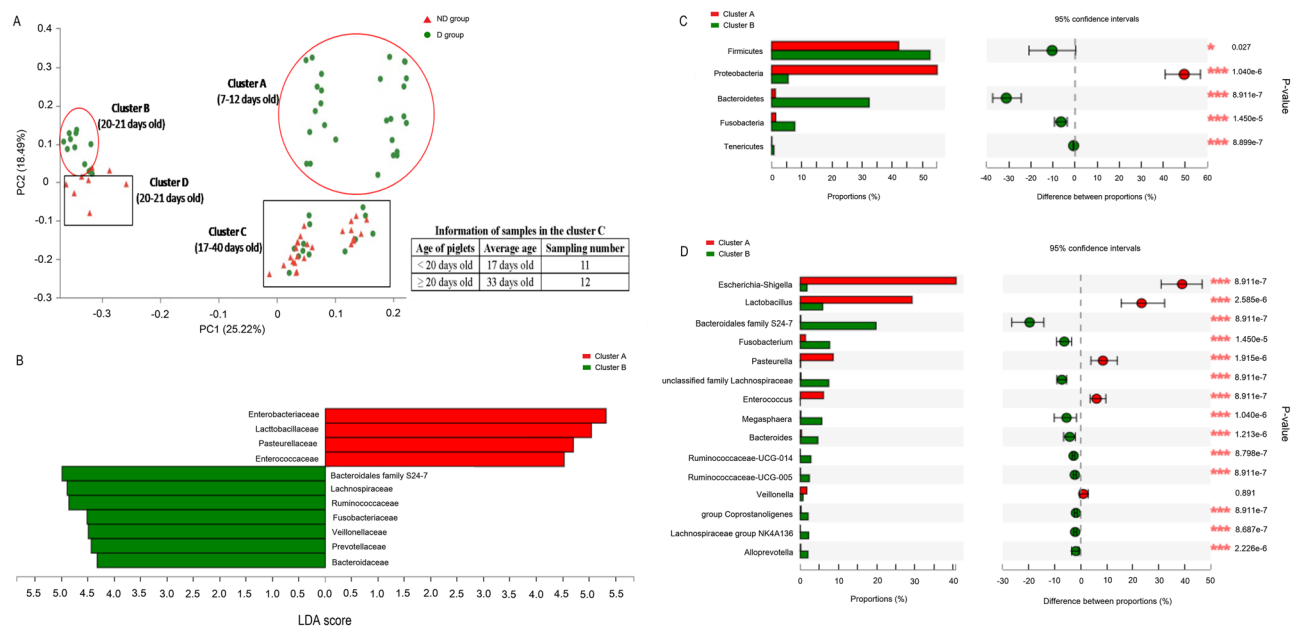 A
ND group
D group
0.4
0.3
0.2
0.1
0
-0.1
-0.2
-0.3
PC2 (18.49%)
-0.3
-0.2
-0.1
0
0.1
0.2
PC1 (25.22%)
Cluster A
(7-12 days old)
Cluster B
(20-21 days old)
Cluster D
(20-21 days old)
Cluster C
(17-40 days old)
Information of samples in the cluster C
Age of piglets Average age Sampling number
< 20 days old 17 days old 11
≥ 20 days old 33 days old 12
B
Cluster A
Cluster B
Enterobacteriaceae
Lacttobacillaceae
Pasteurellaceae
Enterococcaceae
Bacteroidales family S24-7
Lachnospiraceae
Ruminococcaceae
Fusobacteriaceae
Veillonellaceae
Prevotellaceae
Bacteroidaceae
5.5 5.0 4.5 4.0 3.5 3.0 2.5 2.0 1.5 1.0 0.5 0.0 0.5 1.0 1.5 2.0 2.5 3.0 3.5 4.0 4.5 5.0 5.5
LDA score
C
Cluster A
Cluster B
95% confidence intervals
Firmicutes * 0.027
Proteobacteria *** 1.040e-6
Bacteroidetes *** 8.911e-7
Fusobacteria *** 1.450e-5
Tenericutes *** 8.899e-7
P-value
0 10 20 30 40 50
Proportions (%)
-40 -30 -20 -10 0 10 20 30 40 50 60
Difference between proportions (%)
D
Cluster A
Cluster B
95% confidence intervals
Escherichia-Shigella *** 8.911e-7
Lactobacillus *** 2.585e-6
Bacteroidales family S24-7 *** 8.911e-7
Fusobacterium *** 1.450e-5
Pasteurella *** 1.915e-6
unclassified family Lachnospiraceae *** 8.911e-7
Enterococcus *** 8.911e-7
Megasphaera *** 1.040e-6
Bacteroides *** 1.213e-6
Ruminococcaceae-UCG-014 *** 8.798e-7
Ruminococcaceae-UCG-005 *** 8.911e-7
Veillonella 0.891
group Coprostanoligenes *** 8.911e-7
Lachnospiraceae group NK4A136 *** 8.687e-7
Alloprevotella *** 2.226e-6
P-value
0 10 20 30 40
Proportions (%)
-30 -20 -10 0 10 20 30 40 50
Difference between proportions (%)